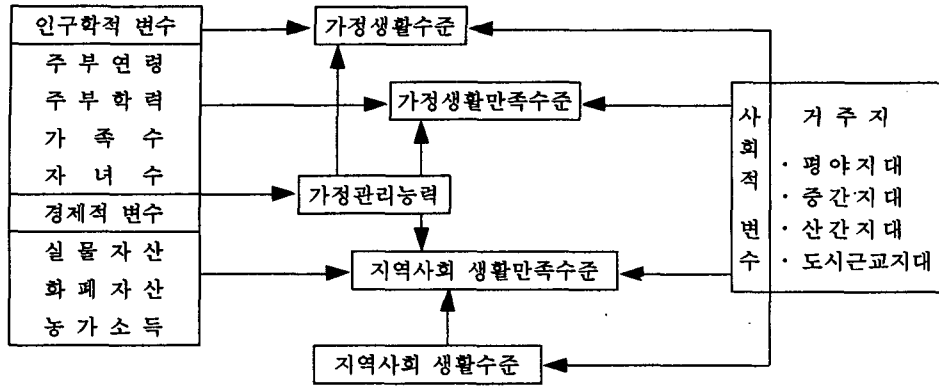 인구학적 변수
주 부 연 령
주 부 학 력
가 족 수
자 녀 수
경제적 변수
실 물 자 산
화 폐 자 산
농 가 소 득
가정생활수준
가정생활만족수준
가정관리능력
지역사회 생활만족수준
지역사회 생활수준
사회적 변수
거 주 지
· 평야지대
· 중간지대
· 산간지대
· 도시근교지대